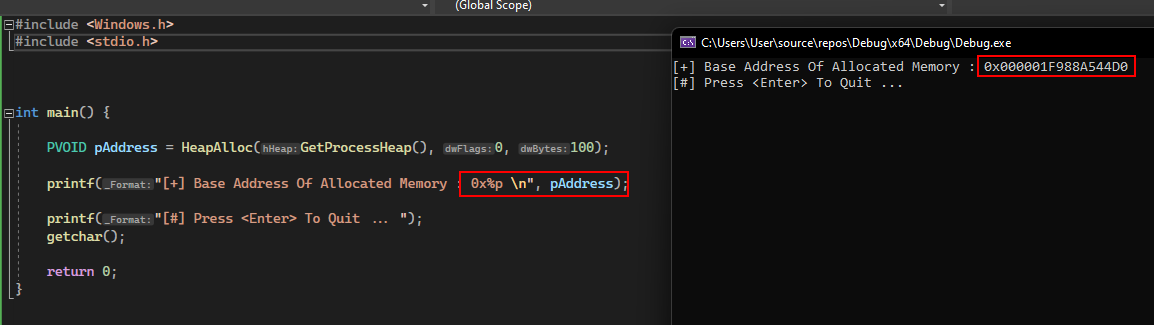 (Global Scope)
#include <Windows.h>
#include <stdio.h>
int main() {
PVOID pAddress = HeapAlloc(hHeap:GetProcessHeap(), dwFlags:0, dwBytes:100);
printf(_Format:"[+] Base Address Of Allocated Memory : 0x%p \n", pAddress);
printf(_Format:"[#] Press <Enter> To Quit ... ");
getchar();
return 0;
}
C:\Users\User\source\repos\Debug\x64\Debug\Debug.exe
[+] Base Address Of Allocated Memory : 0x000001F988A544D0
[#] Press <Enter> To Quit ...